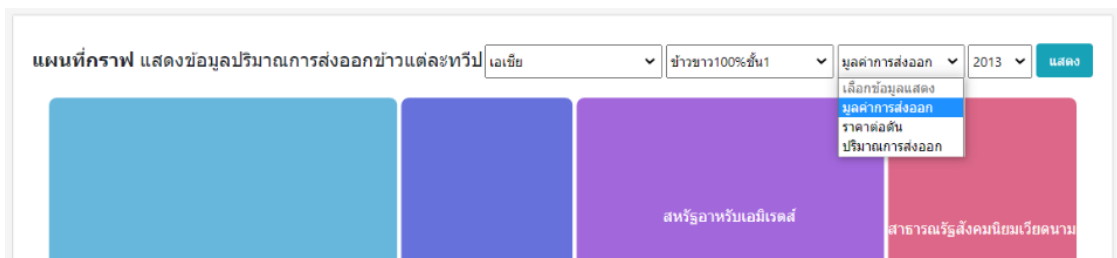 แผนที่กราฟ แสดงข้อมูลปริมาณการส่งออกข้าวแต่ละทวีป เอเชีย ข้าวขาว100%ชั้น1 มูลค่าการส่งออก 2013 แสดง
เลือกข้อมูลแสดง
มูลค่าการส่งออก
ราคาต่อตัน
ปริมาณการส่งออก
สหรัฐอาหรับเอมิเรตส์
สาธารณรัฐสังคมนิยมเวียดนาม